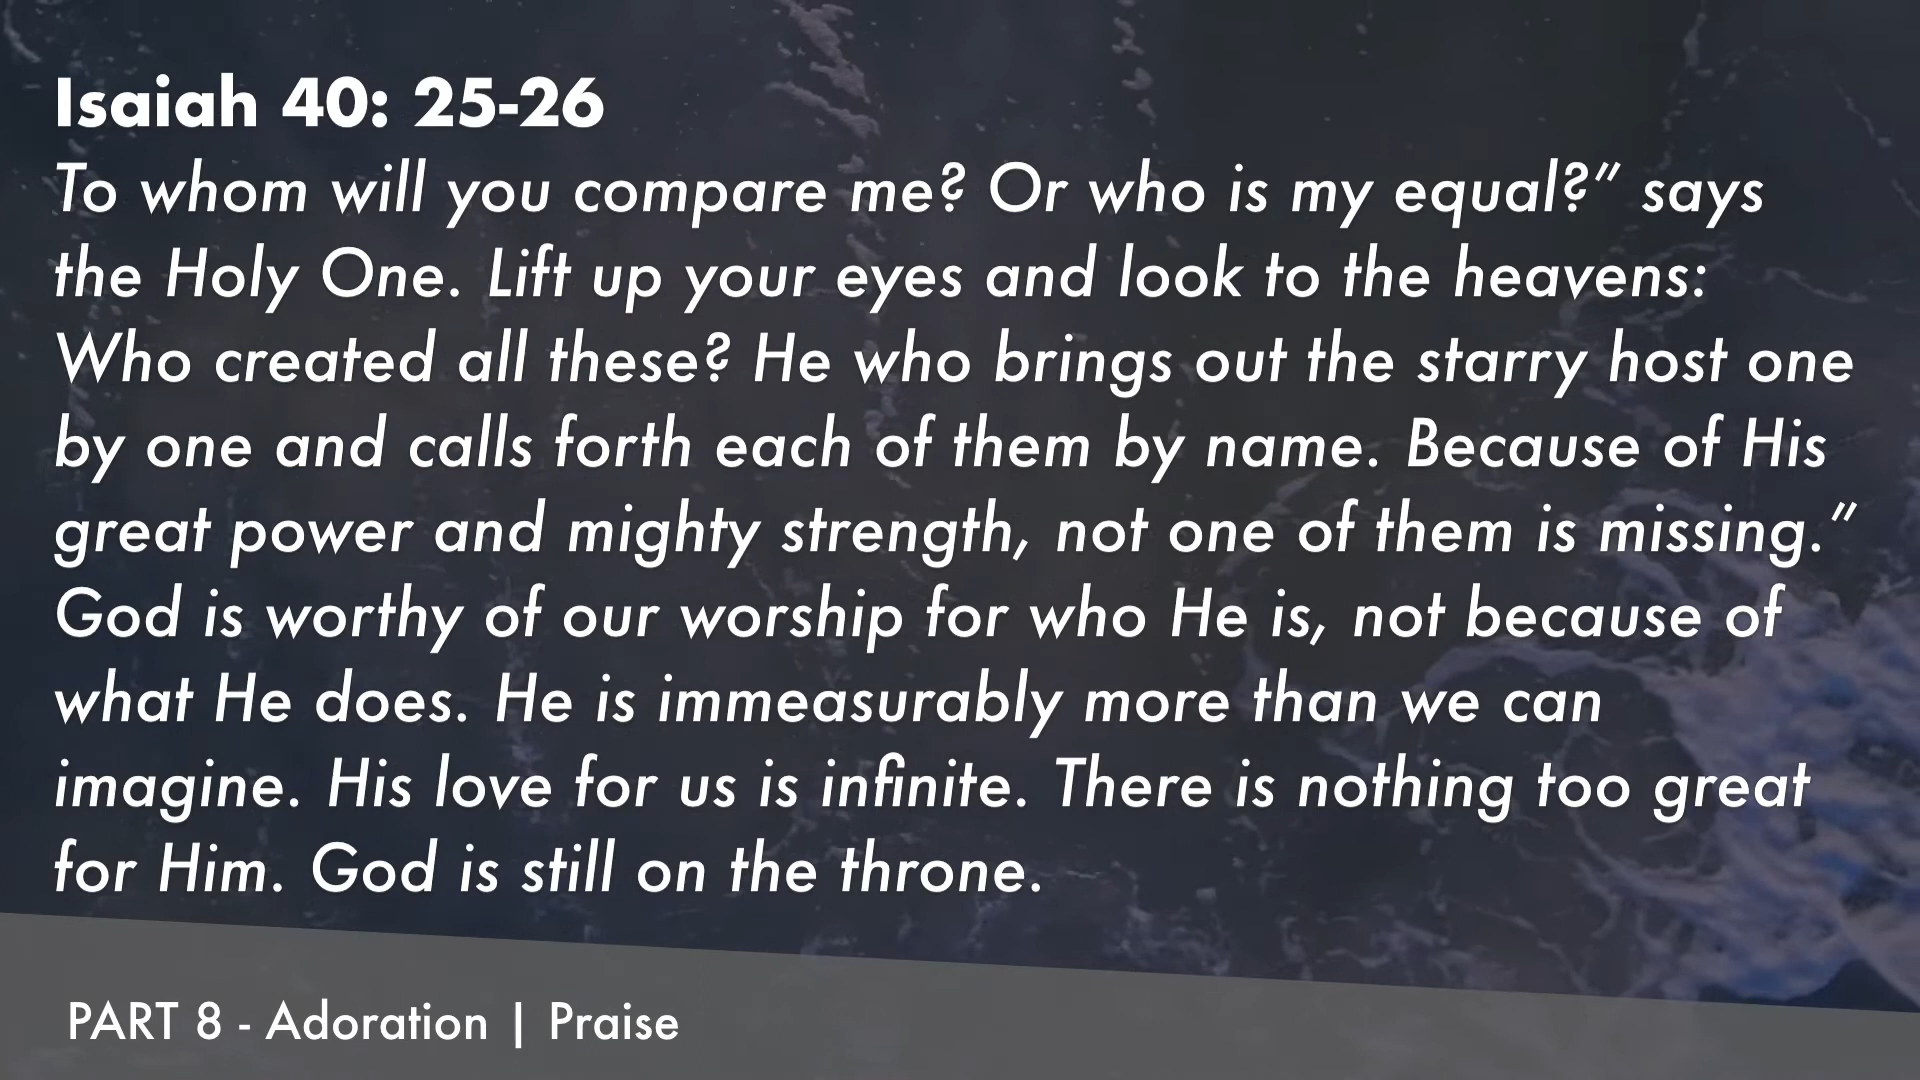 Isaiah 40: 25-26
To whom will you compare me? Or who is my equal?” says
the Holy One. Lift up your eyes and look to the heavens:
Who created all these? He who brings out the starry host one
by one and calls forth each of them by name. Because of His
great power and mighty strength, not one of them is missing.”
God is worthy of our worship for who He is, not because of
what He does. He is immeasurably more than we can
imagine. His love for us is infinite. There is nothing too great
for Him. God is still on the throne.
PART 8 - Adoration | Praise